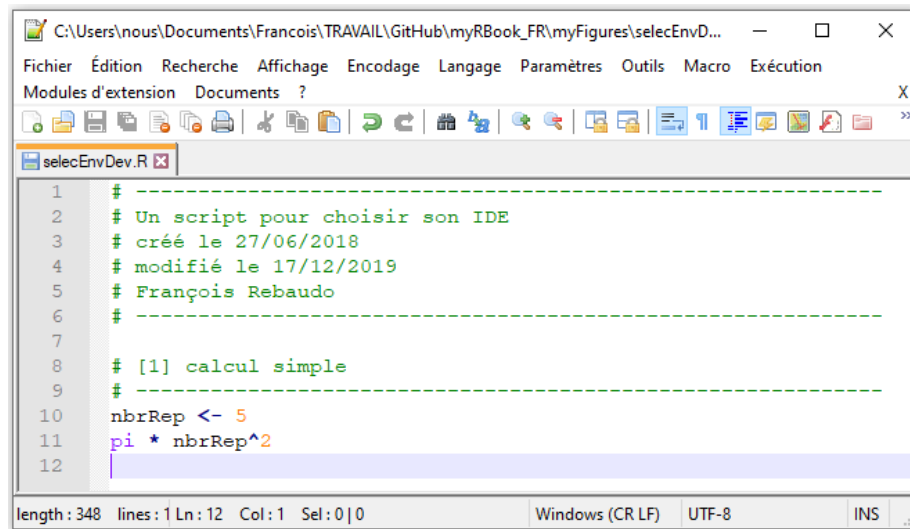 C:\Users\nous\Documents\Francois\TRAVAIL\GitHub\myRBook_FR\myFigures\selecEnvD...
Fichier Édition Recherche Affichage Encodage Langage Paramètres Outils Macro Exécution
Modules d'extension Documents ? X
selecEnvDev.R
1 # ------------------------------------------------------------
2 # Un script pour choisir son IDE
3 # créé le 27/06/2018
4 # modifié le 17/12/2019
5 # François Rebaudo
6 # ------------------------------------------------------------
7
8 # [1] calcul simple
9 # ------------------------------------------------------------
10 nbrRep <- 5
11 pi * nbrRep^2
12
length : 348 lines : 1 Ln : 12 Col : 1 Sel : 0 | 0 Windows (CR LF) UTF-8 INS